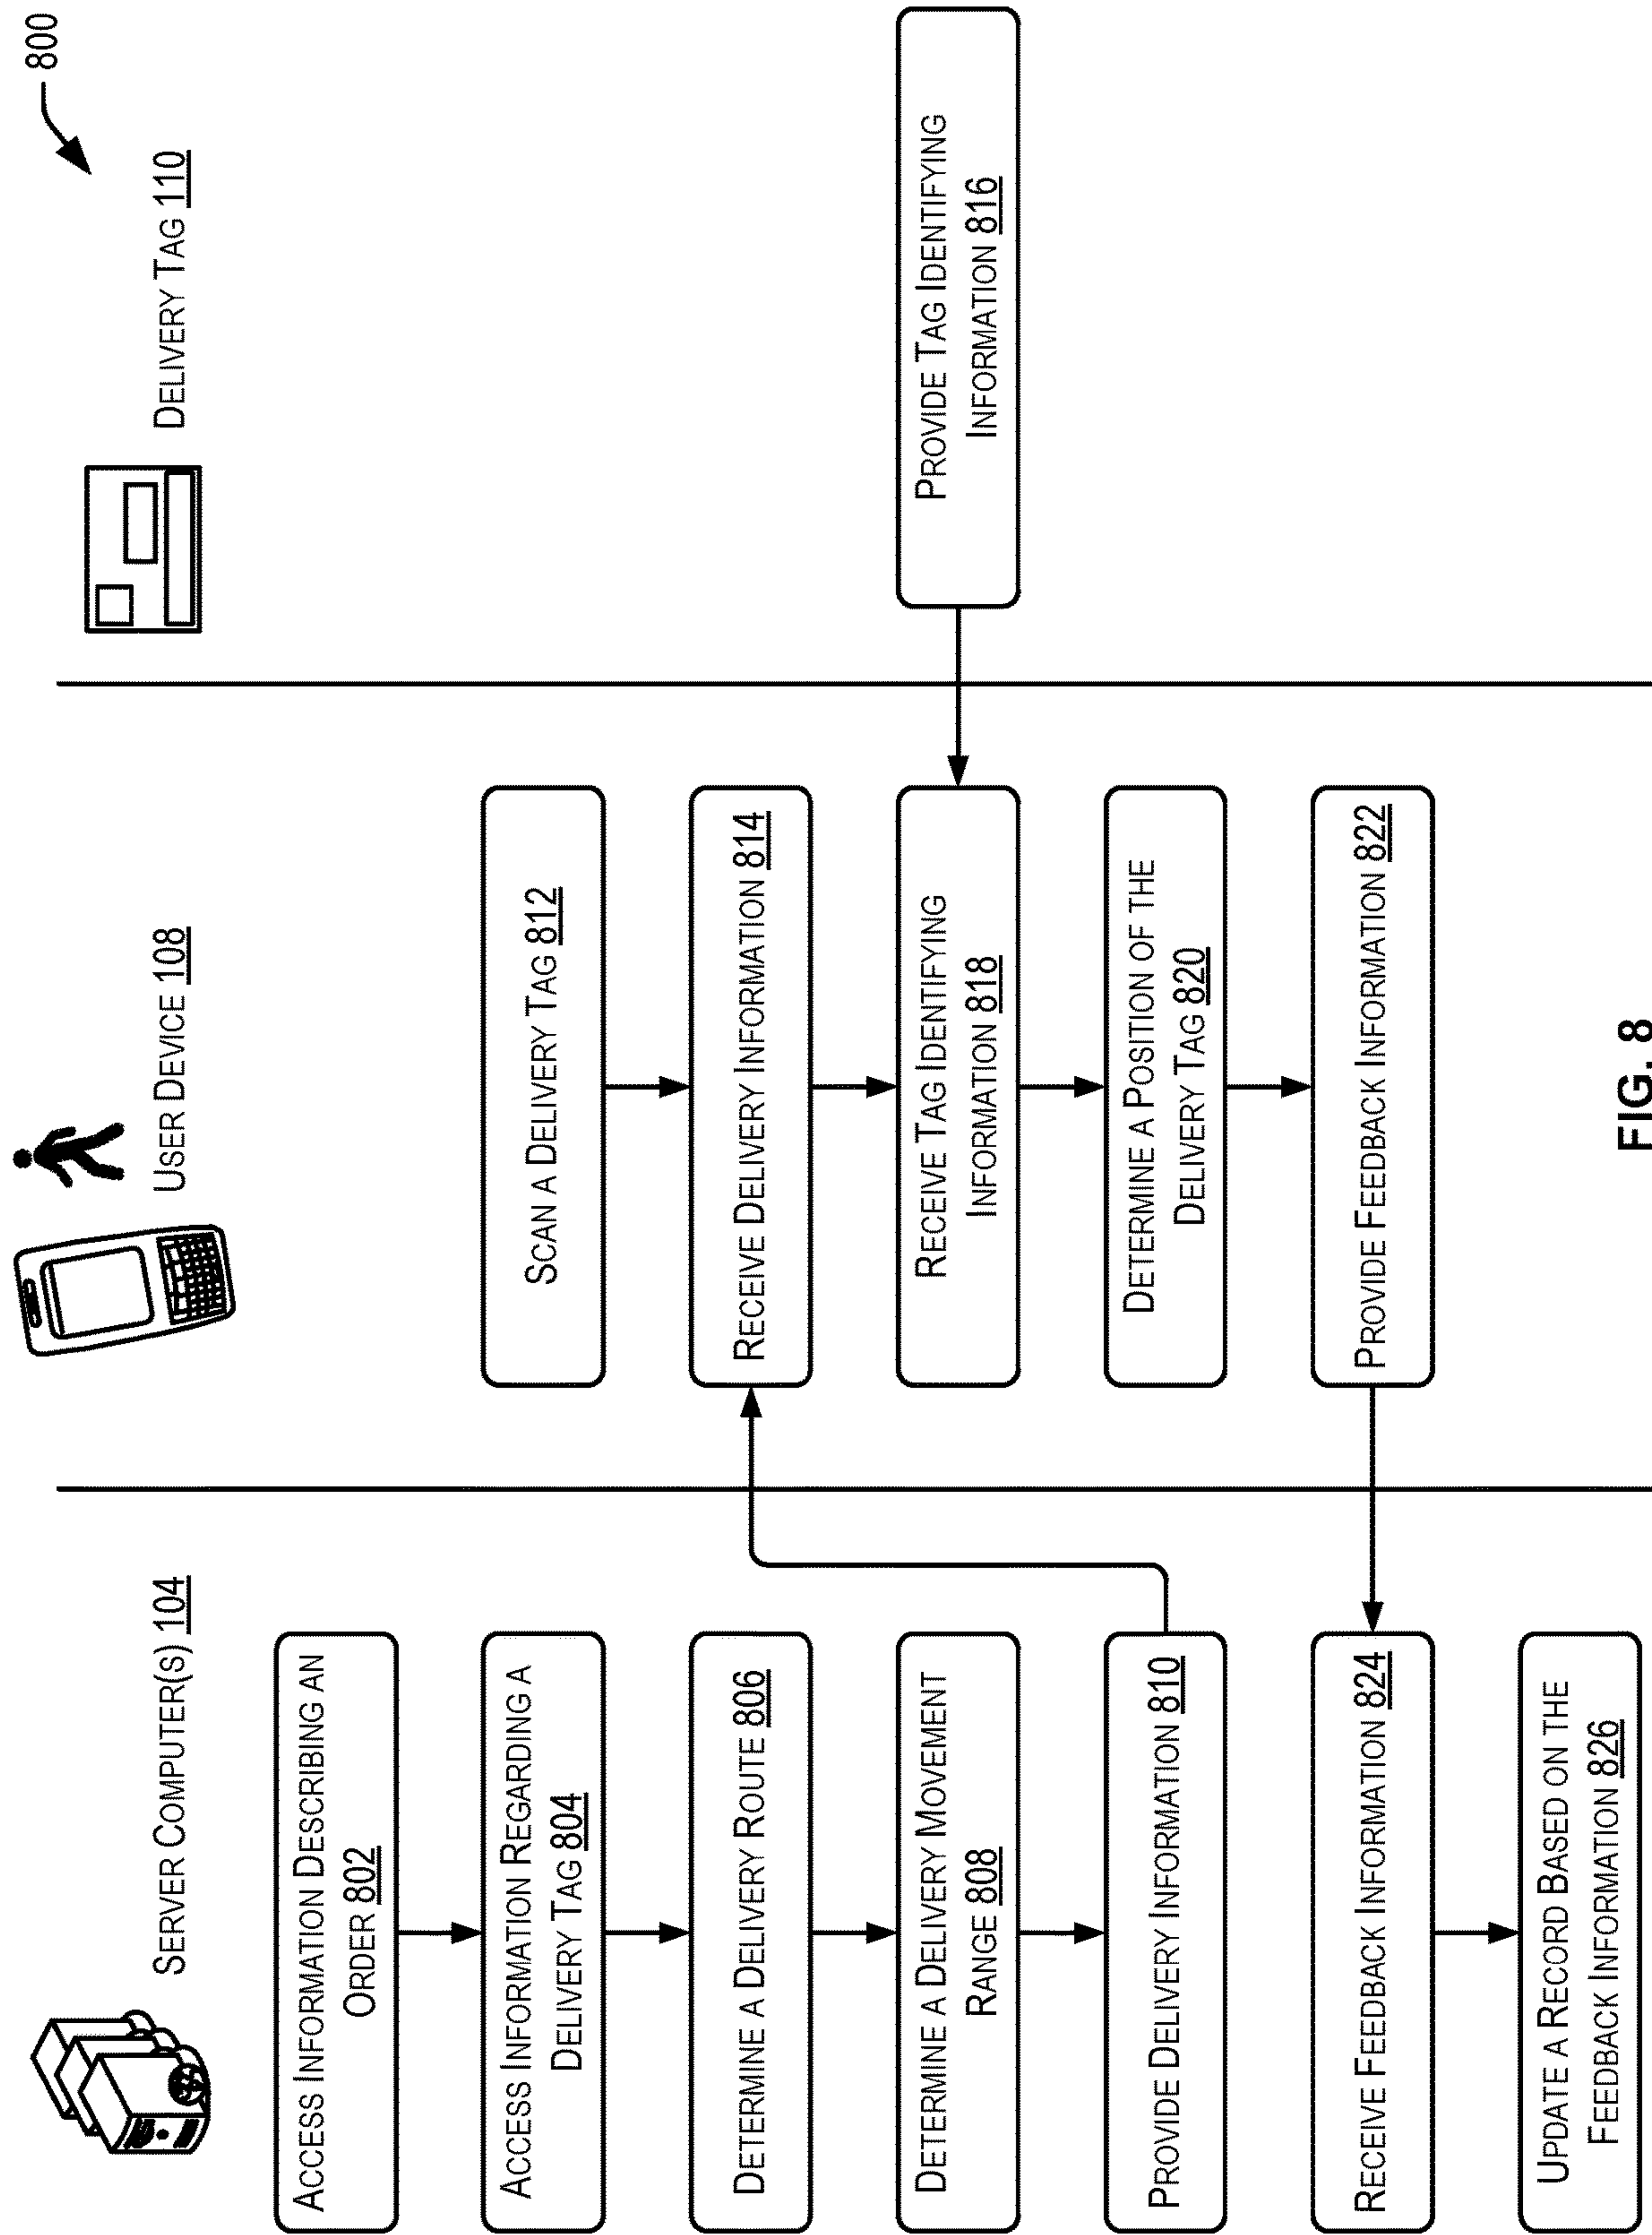 800
SERVER COMPUTER(S) 104
USER DEVICE 108
DELIVERY TAG 110
ACCESS INFORMATION DESCRIBING AN
ORDER 802
ACCESS INFORMATION REGARDING A
DELIVERY TAG 804
DETERMINE A DELIVERY ROUTE 806
DETERMINE A DELIVERY MOVEMENT
RANGE 808
PROVIDE DELIVERY INFORMATION 810
SCAN A DELIVERY TAG 812
RECEIVE DELIVERY INFORMATION 814
PROVIDE TAG IDENTIFYING
INFORMATION 816
RECEIVE TAG IDENTIFYING
INFORMATION 818
DETERMINE A POSITION OF THE
DELIVERY TAG 820
PROVIDE FEEDBACK INFORMATION 822
RECEIVE FEEDBACK INFORMATION 824
UPDATE A RECORD BASED ON THE
FEEDBACK INFORMATION 826
FIG. 8